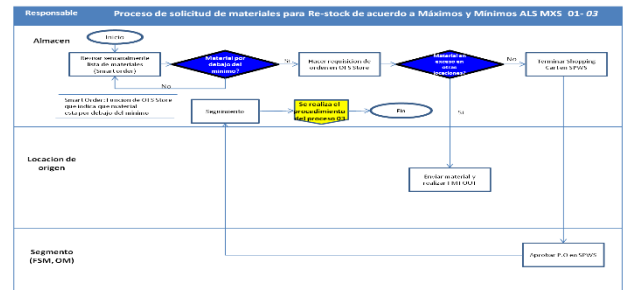 Responsable
Proceso de solicitud de materiales para Re-stock de acuerdo a Máximos y Mínimos ALS MXS 01- 03
Almacen
Inicio
Revisar semanalmente
lista de materiales
(Smart order)
Material por
debajo del
minimo?
Si
Hacer requisicion de
orden en OTS Store
Material en
exceso en
otras
locaciones?
No
Terminar Shopping
Cart en SPWS
No
Smart Order: Funcion de OTS Store
que indica que material
esta por debajo del minimo
Seguimiento
Se realiza el
procedimiento
del proceso 03
Fin
Si
Locacion de
origen
Enviar material y
realizar
Segmento
(FSM, OM)
Aprobar P.O en SPWS